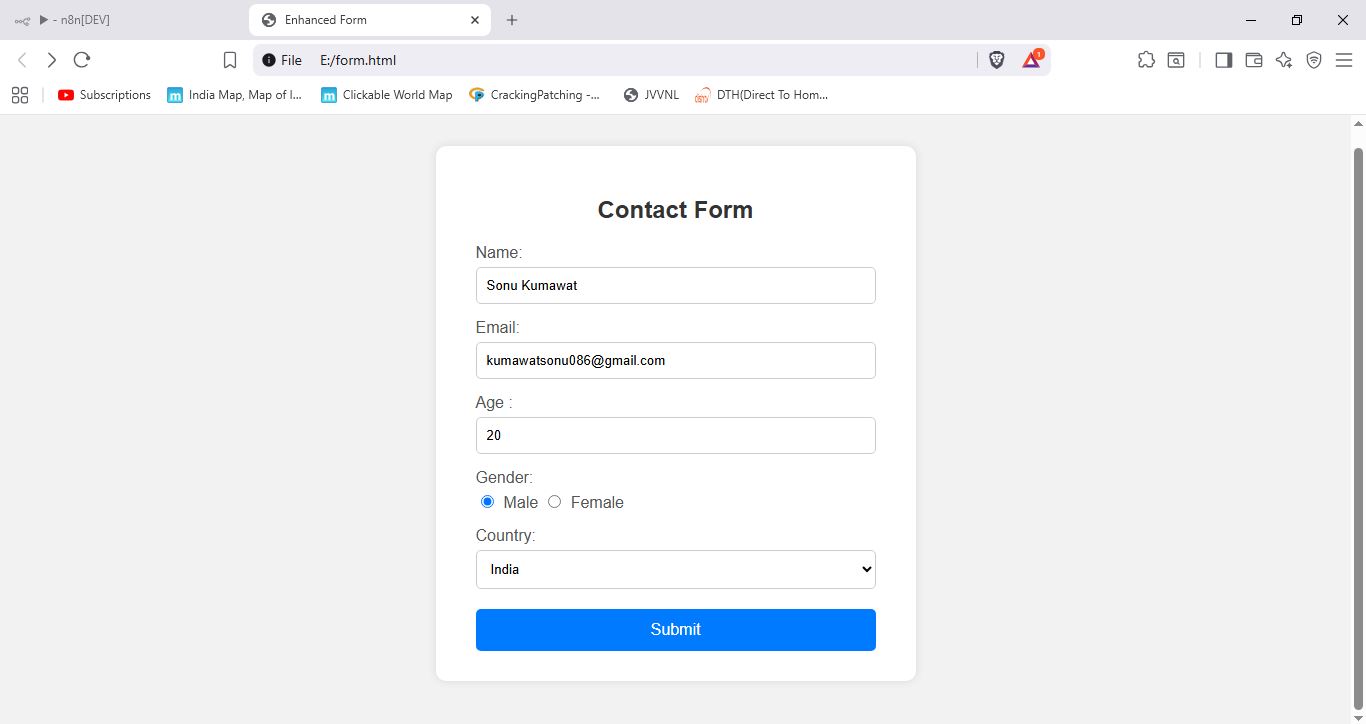 - n8n[DEV]
Enhanced Form
File E:/form.html
1
Subscriptions India Map, Map of I... Clickable World Map CrackingPatching -... JVVNL DTH(Direct To Hom...
Contact Form
Name:
Sonu Kumawat
Email:
kumawatsonu086@gmail.com
Age :
20
Gender:
Male Female
Country:
India
Submit